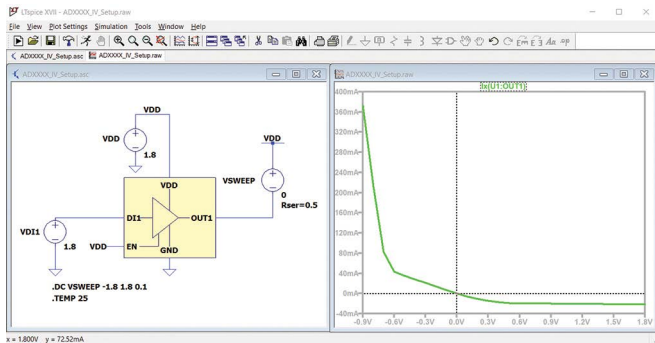 LTspice XVII - ADXXXX_IV_Setup.raw
File View Plot Settings Simulation Tools Window Help
ADXXXX_IV_Setup.asc ADXXXX_IV_Setup.raw
ADXXXX_IV_Setup.asc
VDD
VDD
1.8
VDD
VSWEEP
0
Rser=0.5
VDD
DI1
OUT1
EN
GND
VDI1
1.8
VDD
.DC VSWEEP -1.8 1.8 0.1
.TEMP 25
ADXXXX_IV_Setup.raw
Ix(U1:OUT1)
400mA
360mA
320mA
280mA
240mA
200mA
160mA
120mA
80mA
40mA
0mA
-40mA
-0.9V -0.6V -0.3V 0.0V 0.3V 0.6V 0.9V 1.2V 1.5V 1.8V
x = 1.800V y = 72.52mA